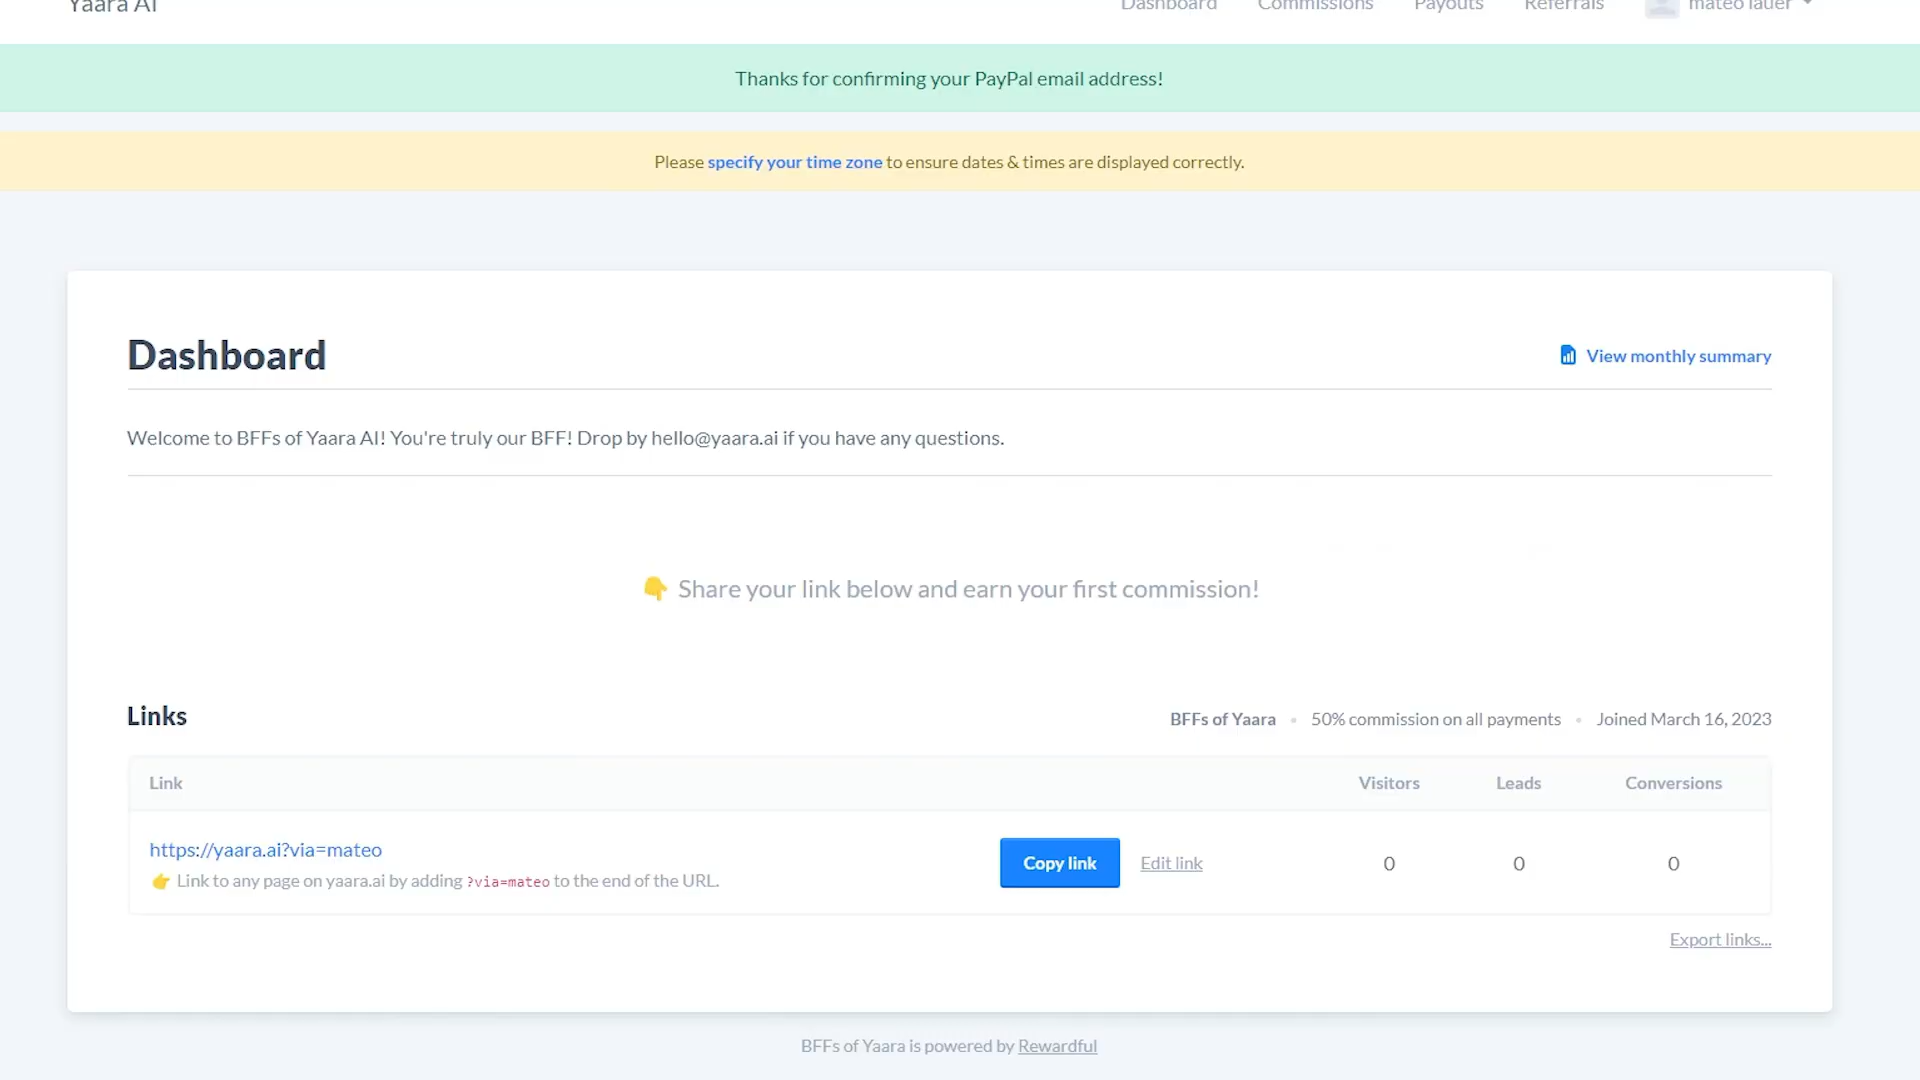 Yaara AI
Dashboard Commissions Payouts Referrals mateo lauer
Thanks for confirming your PayPal email address!
Please specify your time zone to ensure dates & times are displayed correctly.
Dashboard
View monthly summary
Welcome to BFFs of Yaara AI! You're truly our BFF! Drop by hello@yaara.ai if you have any questions.
👇 Share your link below and earn your first commission!
Links
BFFs of Yaara • 50% commission on all payments • Joined March 16, 2023
Link Visitors Leads Conversions
https://yaara.ai?via=mateo
👉 Link to any page on yaara.ai by adding ?via=mateo to the end of the URL.
Copy link Edit link 0 0 0
Export links...
BFFs of Yaara is powered by Rewardful